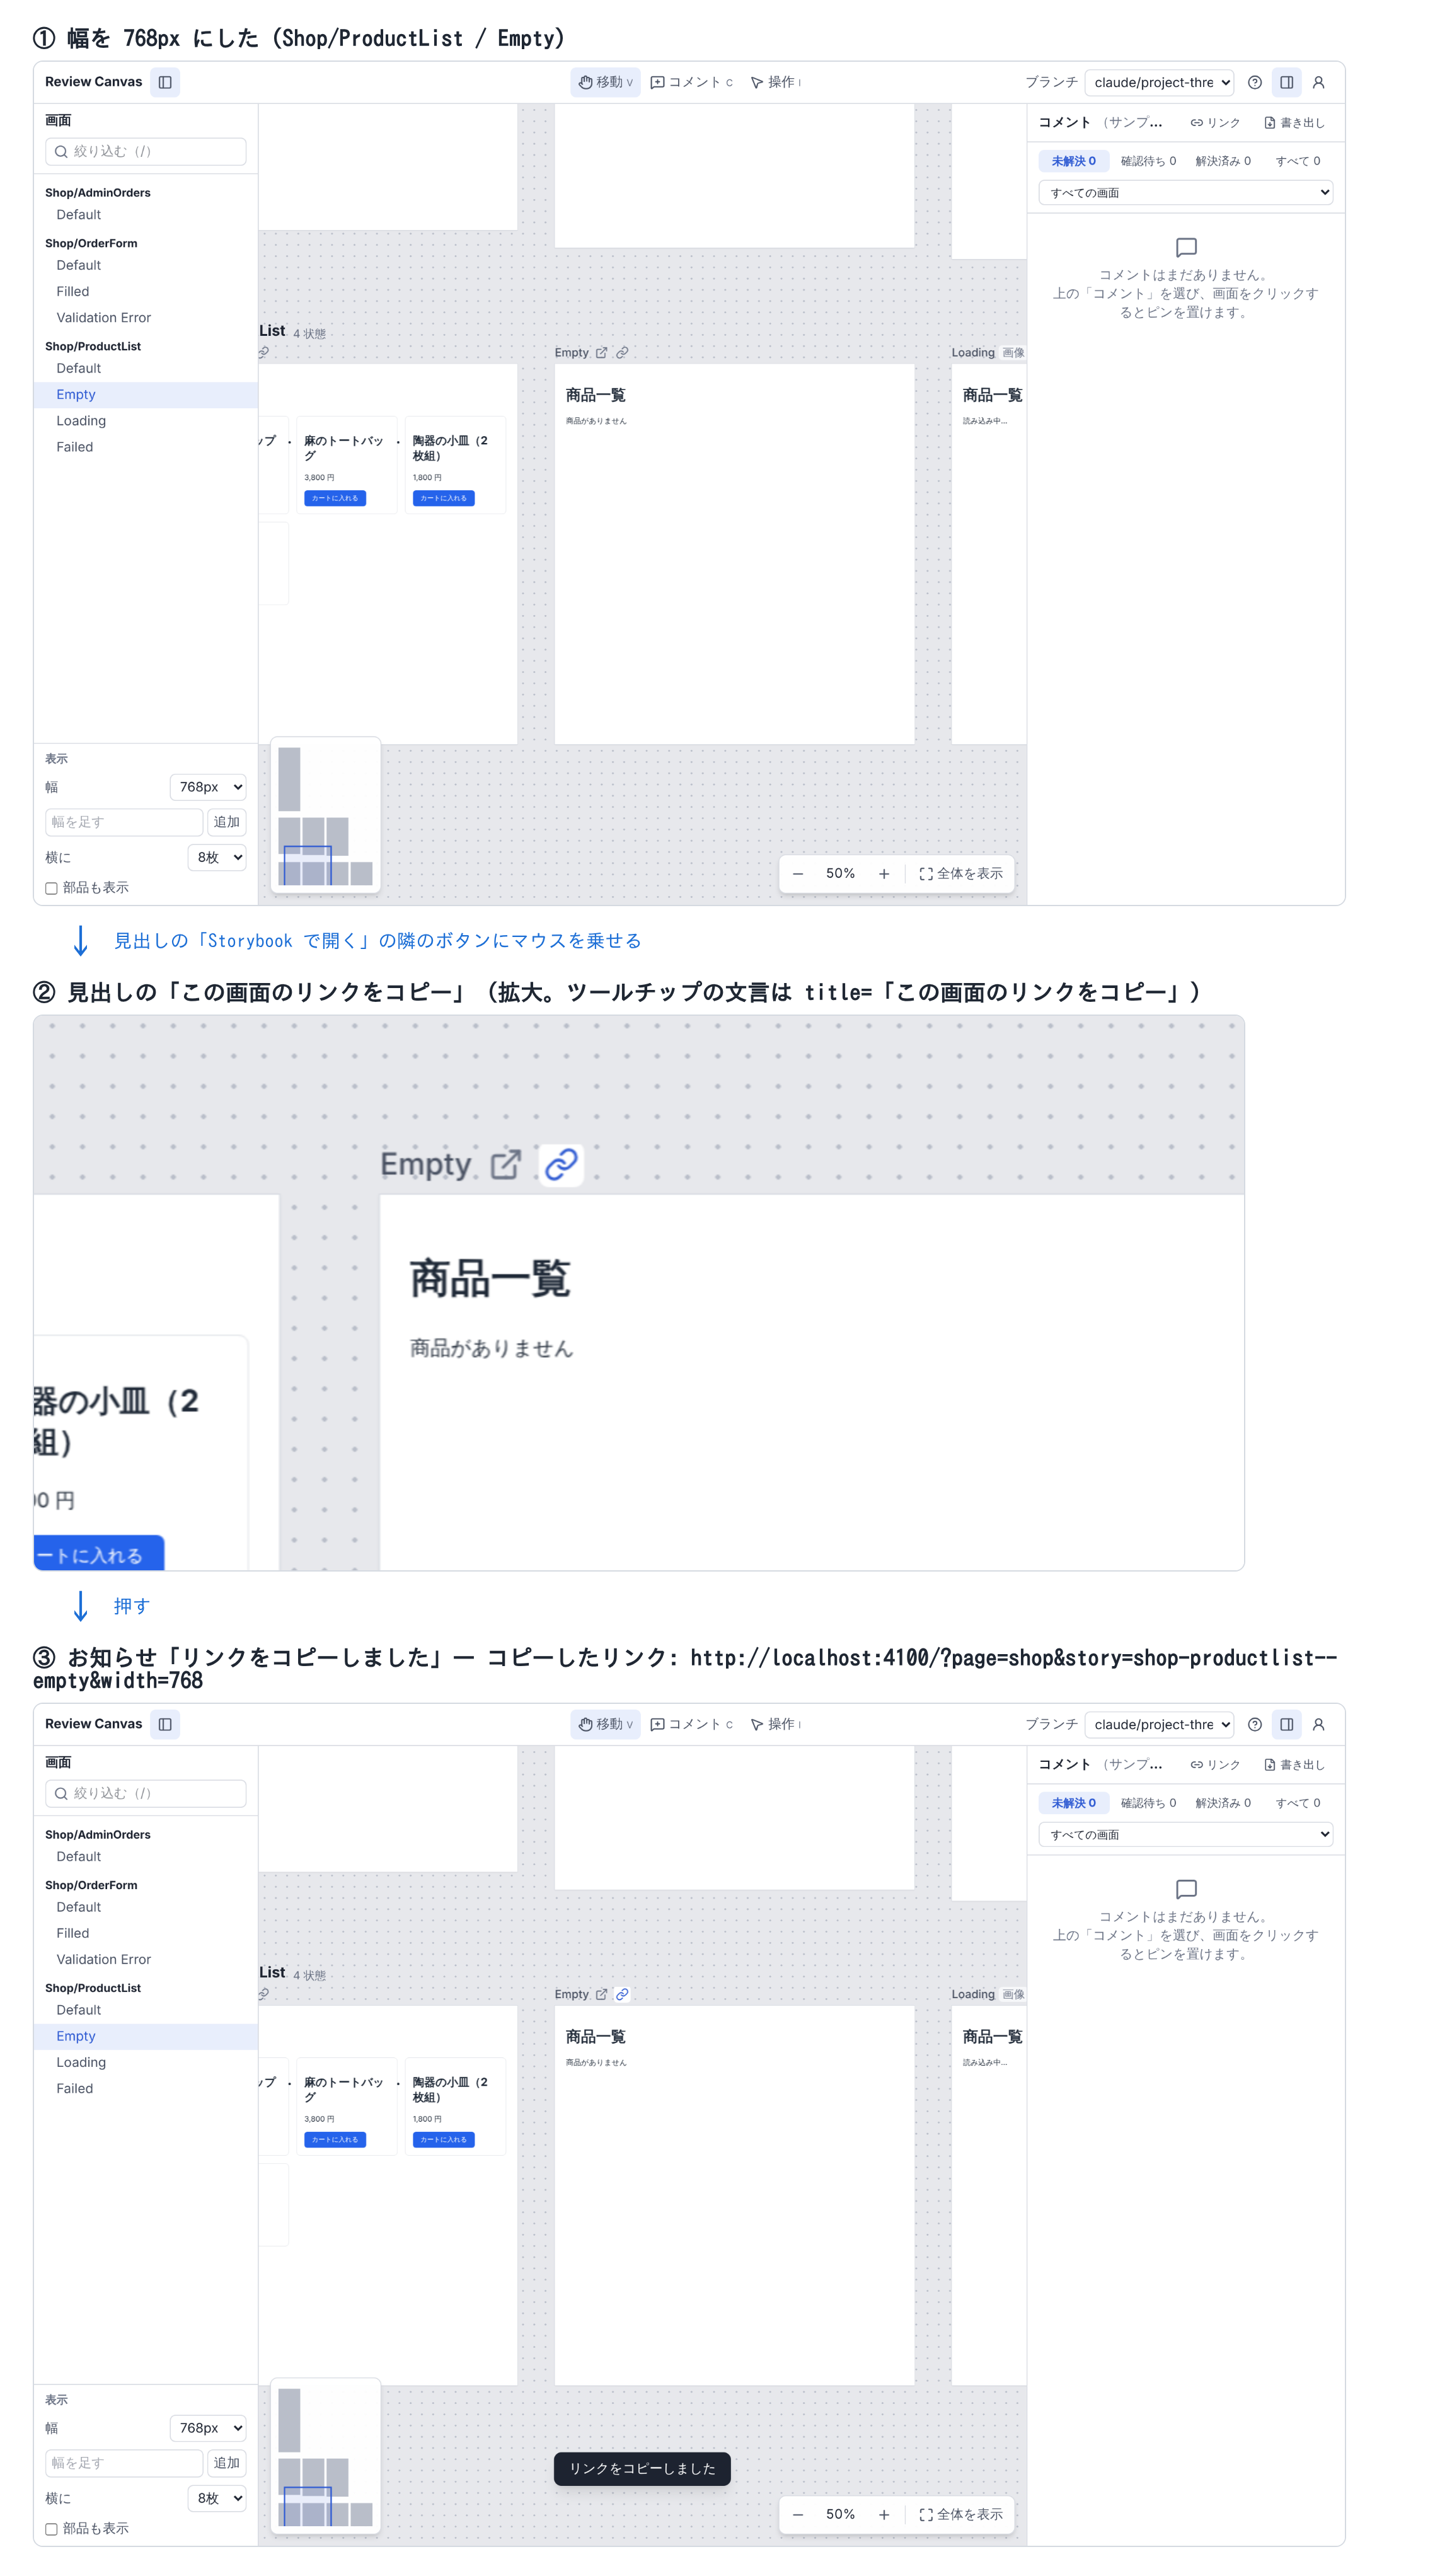 ① 幅を 768px にした（Shop/ProductList / Empty）
Review Canvas
移動 V
コメント C
操作 I
ブランチ
claude/project-thre
画面
絞り込む（/）
Shop/AdminOrders
Default
Shop/OrderForm
Default
Filled
Validation Error
Shop/ProductList
Default
Empty
Loading
Failed
表示
幅
768px
幅を足す
追加
横に
8枚
部品も表示
List 4 状態
Empty
Loading 画像
ップ
麻のトートバッグ
3,800 円
カートに入れる
陶器の小皿（2
枚組）
1,800 円
カートに入れる
商品一覧
商品がありません
商品一覧
読み込み中...
50%
全体を表示
コメント （サンプ...
リンク
書き出し
未解決 0
確認待ち 0
解決済み 0
すべて 0
すべての画面
コメントはまだありません。
上の「コメント」を選び、画面をクリックす
るとピンを置けます。
↓ 見出しの「Storybook で開く」の隣のボタンにマウスを乗せる
② 見出しの「この画面のリンクをコピー」（拡大。ツールチップの文言は title=「この画面のリンクをコピー」）
Empty
商品一覧
商品がありません
器の小皿（2
組）
00 円
ートに入れる
↓ 押す
③ お知らせ「リンクをコピーしました」— コピーしたリンク: http://localhost:4100/?page=shop&story=shop-productlist--
empty&width=768
Review Canvas
移動 V
コメント C
操作 I
ブランチ
claude/project-thre
画面
絞り込む（/）
Shop/AdminOrders
Default
Shop/OrderForm
Default
Filled
Validation Error
Shop/ProductList
Default
Empty
Loading
Failed
表示
幅
768px
幅を足す
追加
横に
8枚
部品も表示
List 4 状態
Empty
Loading 画像
ップ
麻のトートバッ
グ
3,800 円
カートに入れる
陶器の小皿（2
枚組）
1,800 円
カートに入れる
商品一覧
商品がありません
商品一覧
読み込み中...
リンクをコピーしました
50%
全体を表示
コメント （サンプ...
リンク
書き出し
未解決 0
確認待ち 0
解決済み 0
すべて 0
すべての画面
コメントはまだありません。
上の「コメント」を選び、画面をクリックす
るとピンを置けます。